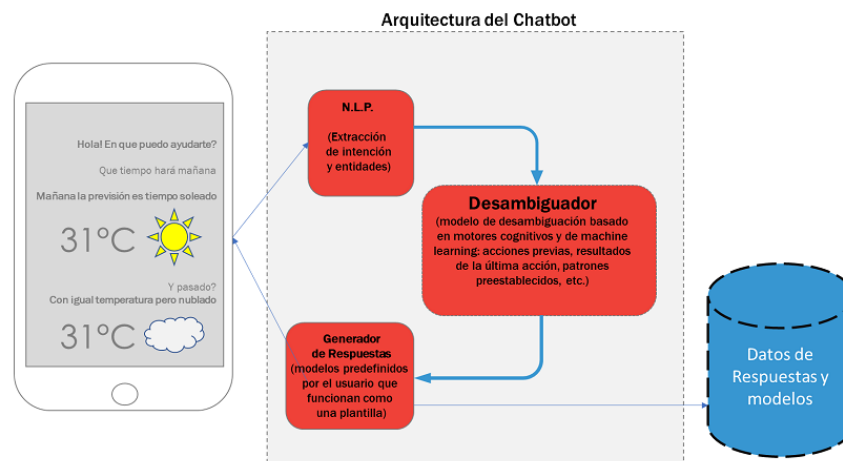 Arquitectura del Chatbot
Hola! En que puedo ayudarte?
Que tiempo hará mañana
Mañana la previsión es tiempo soleado
31°C
Y pasado?
Con igual temperatura pero nublado
31°C
N.L.P.
(Extracción
de intención
y entidades)
Desambiguador
(modelo de desambiguación basado
en motores cognitivos y de machine
learning: acciones previas, resultados
de la última acción, patrones
preestablecidos, etc.)
Generador
de Respuestas
(modelos predefinidos
por el usuario que
funcionan como
una plantilla)
Datos de
Respuestas y
modelos